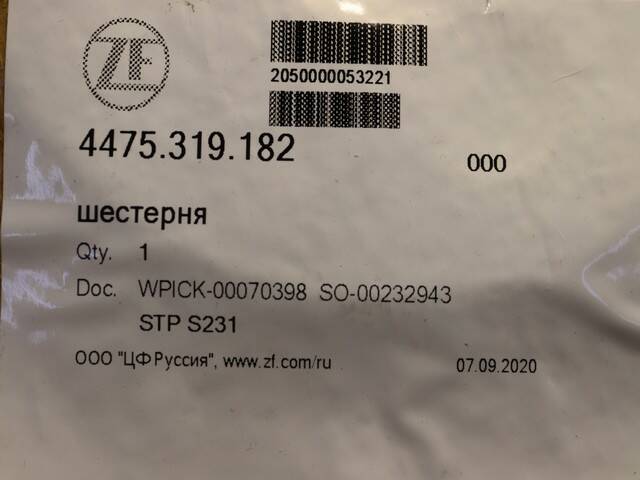 ZF
2050000053221
4475.319.182
000
шестерня
Qty. 1
Doc. WPICK-00070398 SO-00232943
STP S231
ООО "ЦФ Руссия", www.zf.com/ru
07.09.2020